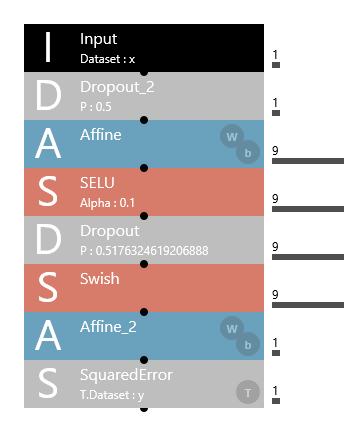 I
Input
Dataset : x
1
D
Dropout_2
P : 0.5
1
A
Affine
W
b
9
S
SELU
Alpha : 0.1
9
D
Dropout
P : 0.5176324619206888
9
S
Swish
9
A
Affine_2
W
b
1
S
SquaredError
T.Dataset : y
T
1